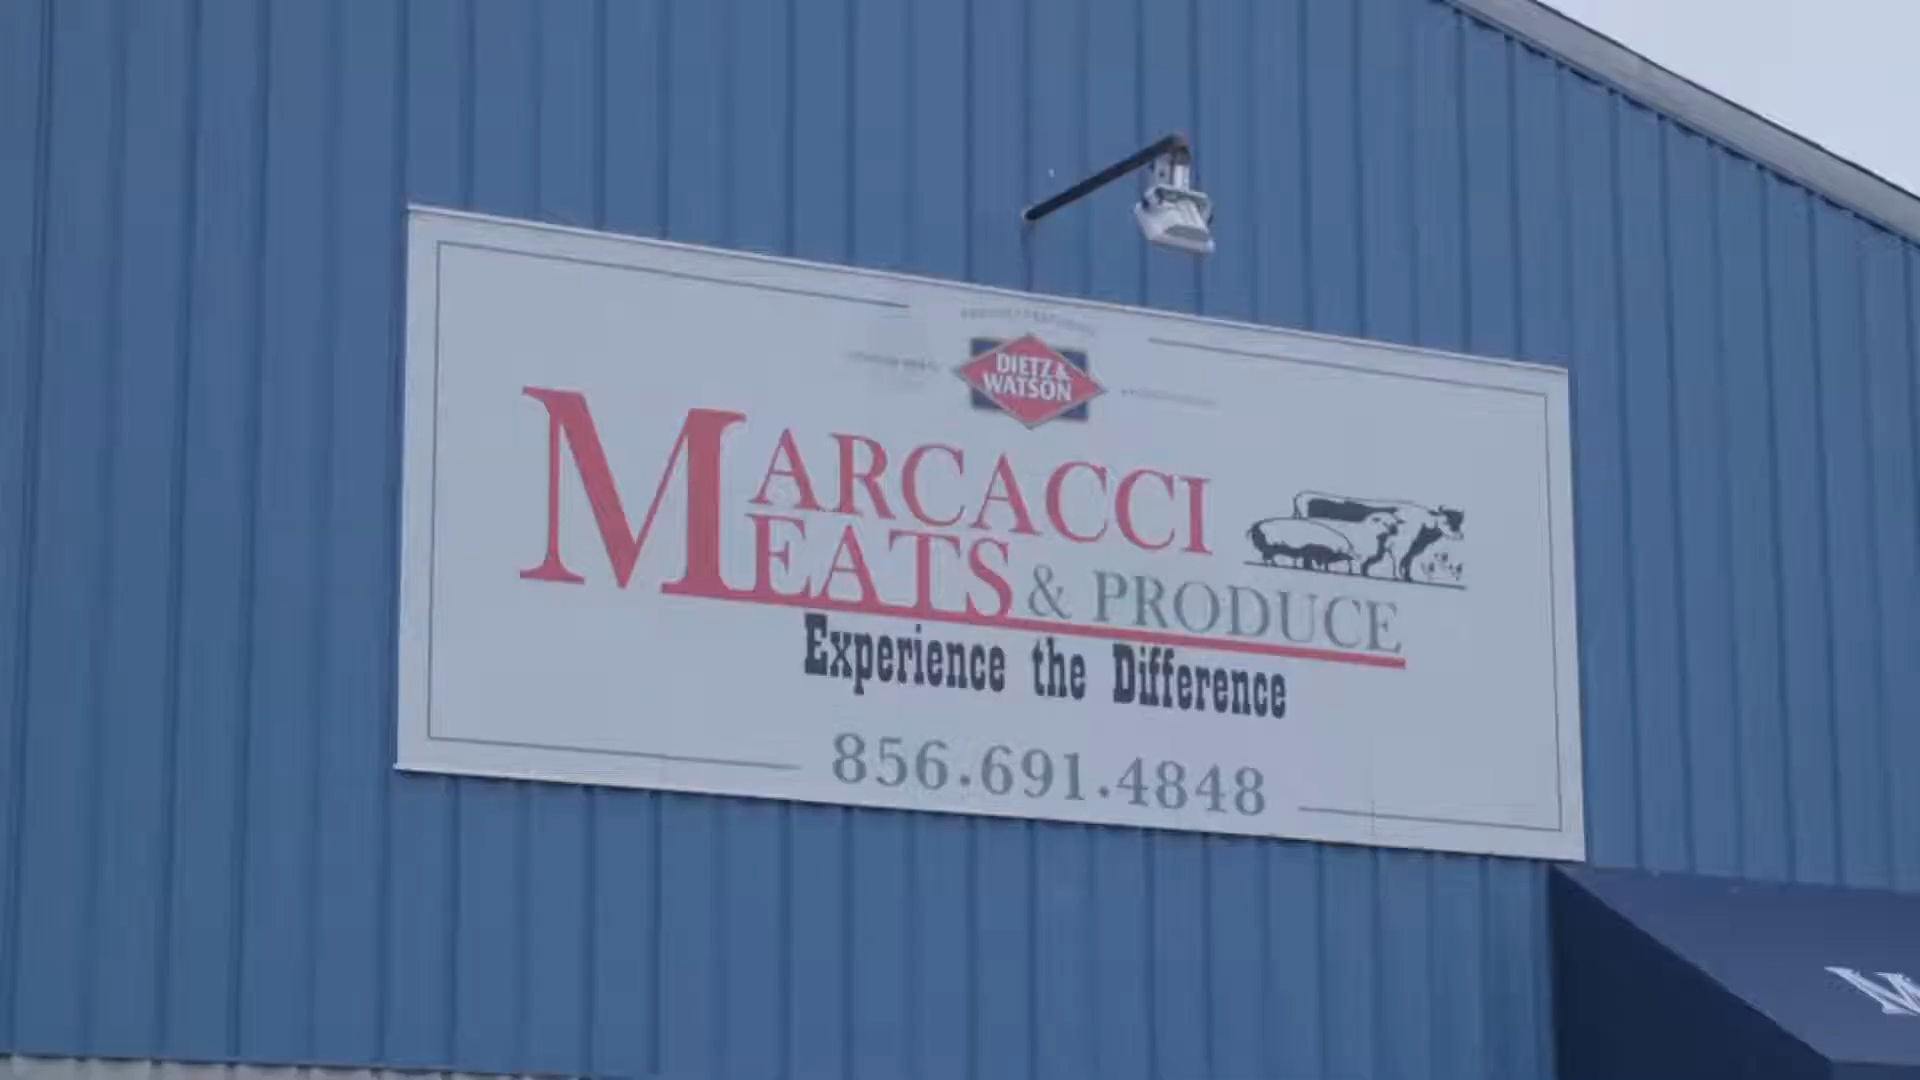 DIETZ &
WATSON
MARCACCI
MEATS & PRODUCE
Experience the Difference
856.691.4848
M